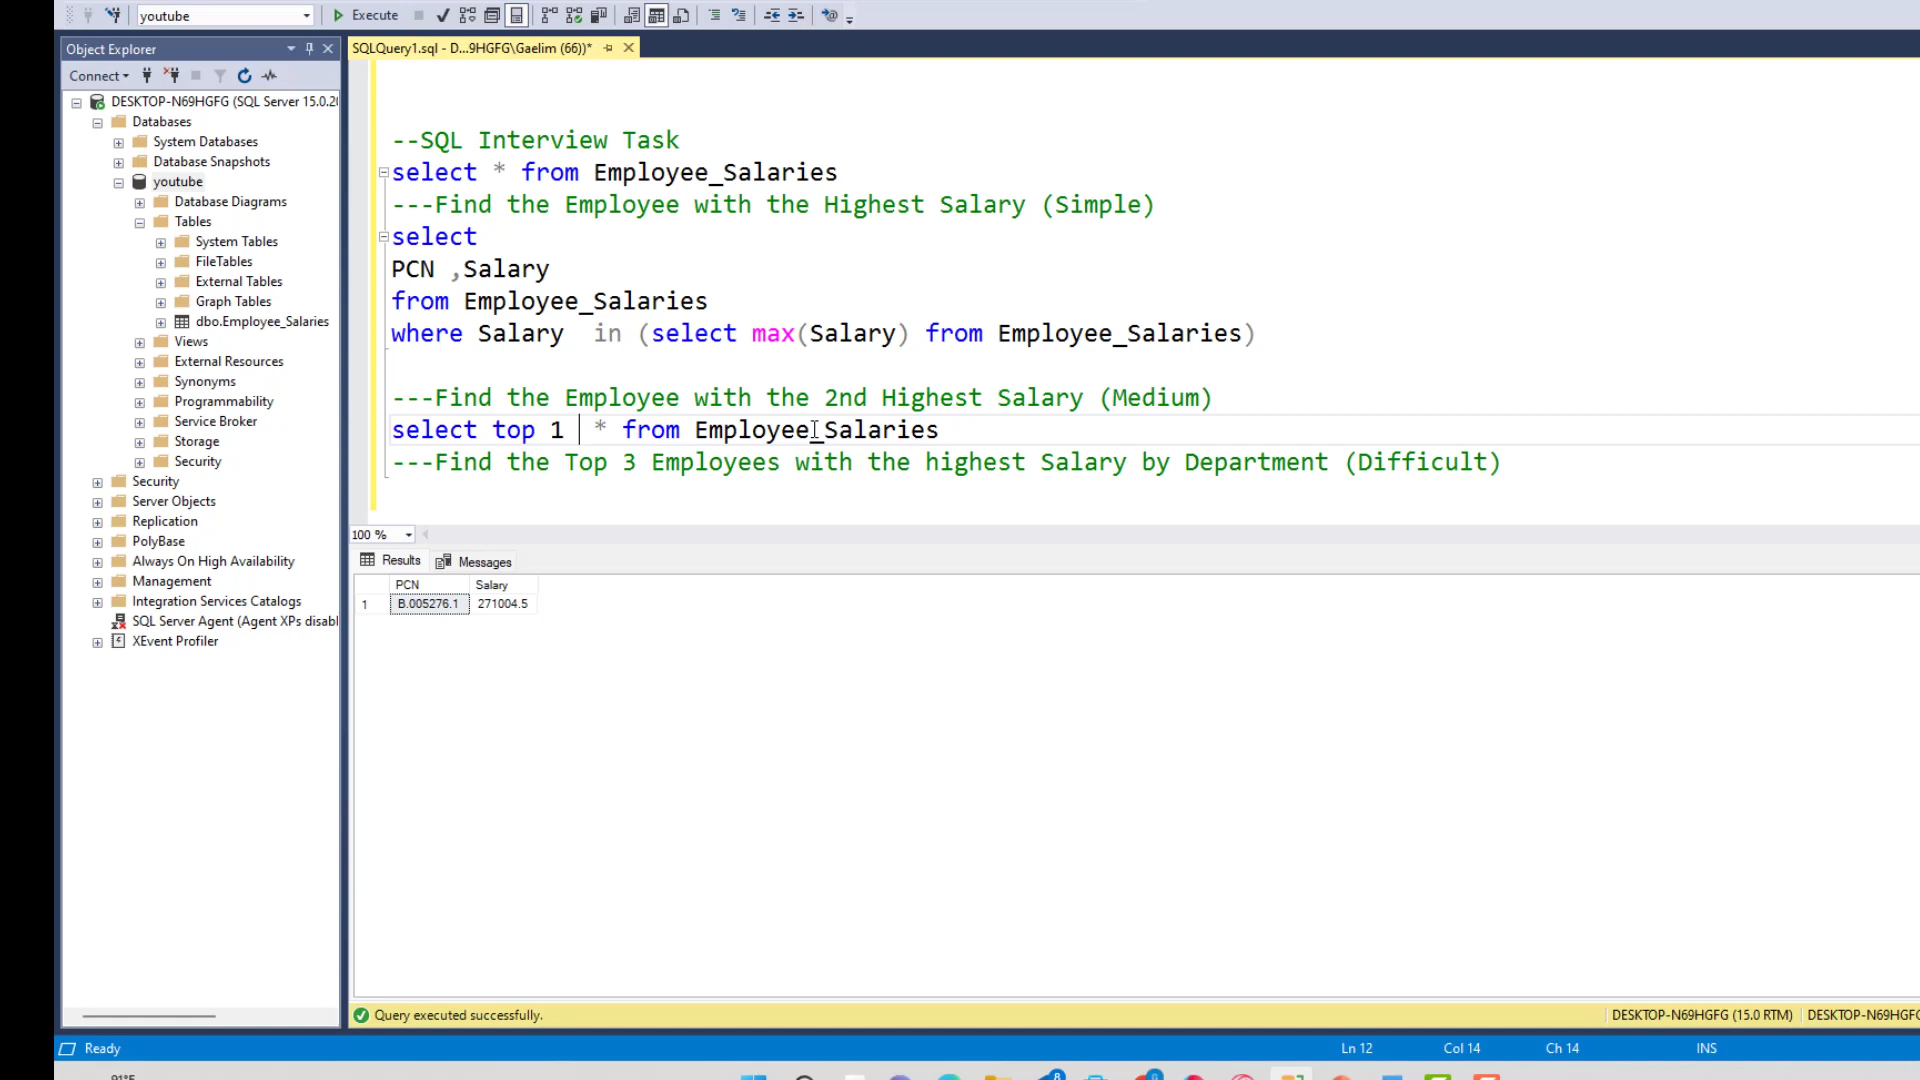 youtube
Execute
Object Explorer
SQLQuery1.sql - D...9HGFG\Gaelim (66))*
Connect
DESKTOP-N69HGFG (SQL Server 15.0.20
Databases
System Databases
Database Snapshots
youtube
Database Diagrams
Tables
System Tables
FileTables
External Tables
Graph Tables
dbo.Employee_Salaries
Views
External Resources
Synonyms
Programmability
Service Broker
Storage
Security
Security
Server Objects
Replication
PolyBase
Always On High Availability
Management
Integration Services Catalogs
SQL Server Agent (Agent XPs disabl
XEvent Profiler
--SQL Interview Task
select * from Employee_Salaries
---Find the Employee with the Highest Salary (Simple)
select
PCN ,Salary
from Employee_Salaries
where Salary  in (select max(Salary) from Employee_Salaries)
---Find the Employee with the 2nd Highest Salary (Medium)
select top 1  * from Employee_Salaries
---Find the Top 3 Employees with the highest Salary by Department (Difficult)
100 %
Results Messages
PCN Salary
1 B.005276.1 271004.5
Query executed successfully.
DESKTOP-N69HGFG (15.0 RTM)
DESKTOP-N69HGFG
Ready
Ln 12 Col 14 Ch 14 INS
8